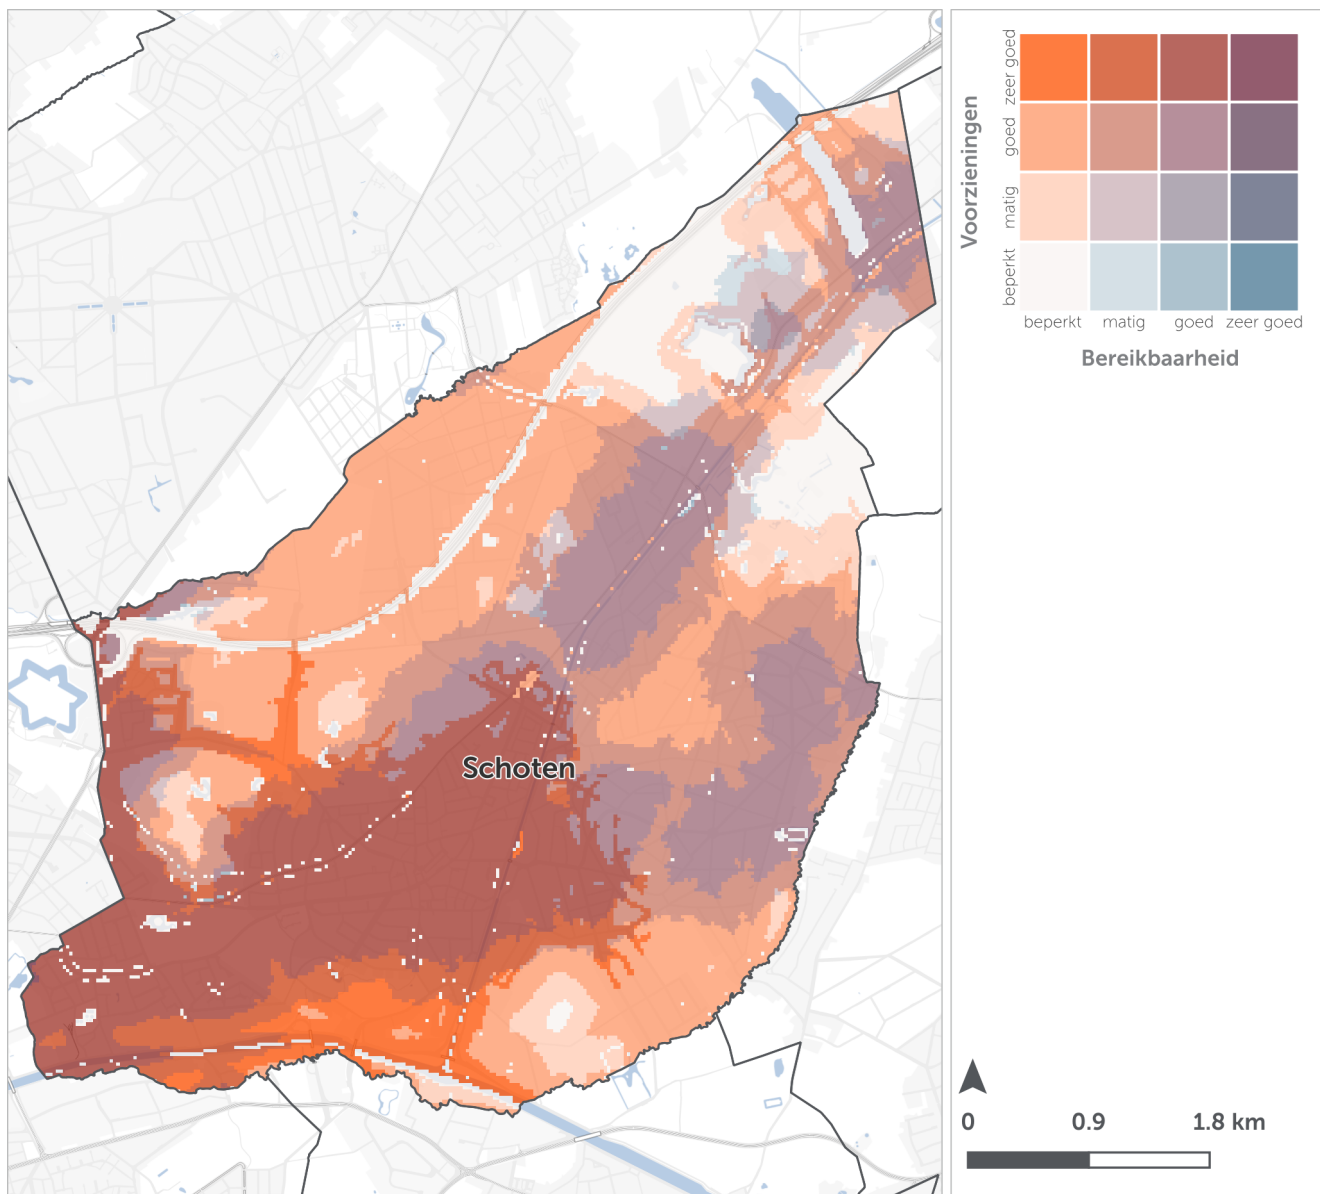 Schoten
Voorzieningen
zeer goed
goed
matig
beperkt
beperkt matig goed zeer goed
Bereikbaarheid
0 0.9 1.8 km